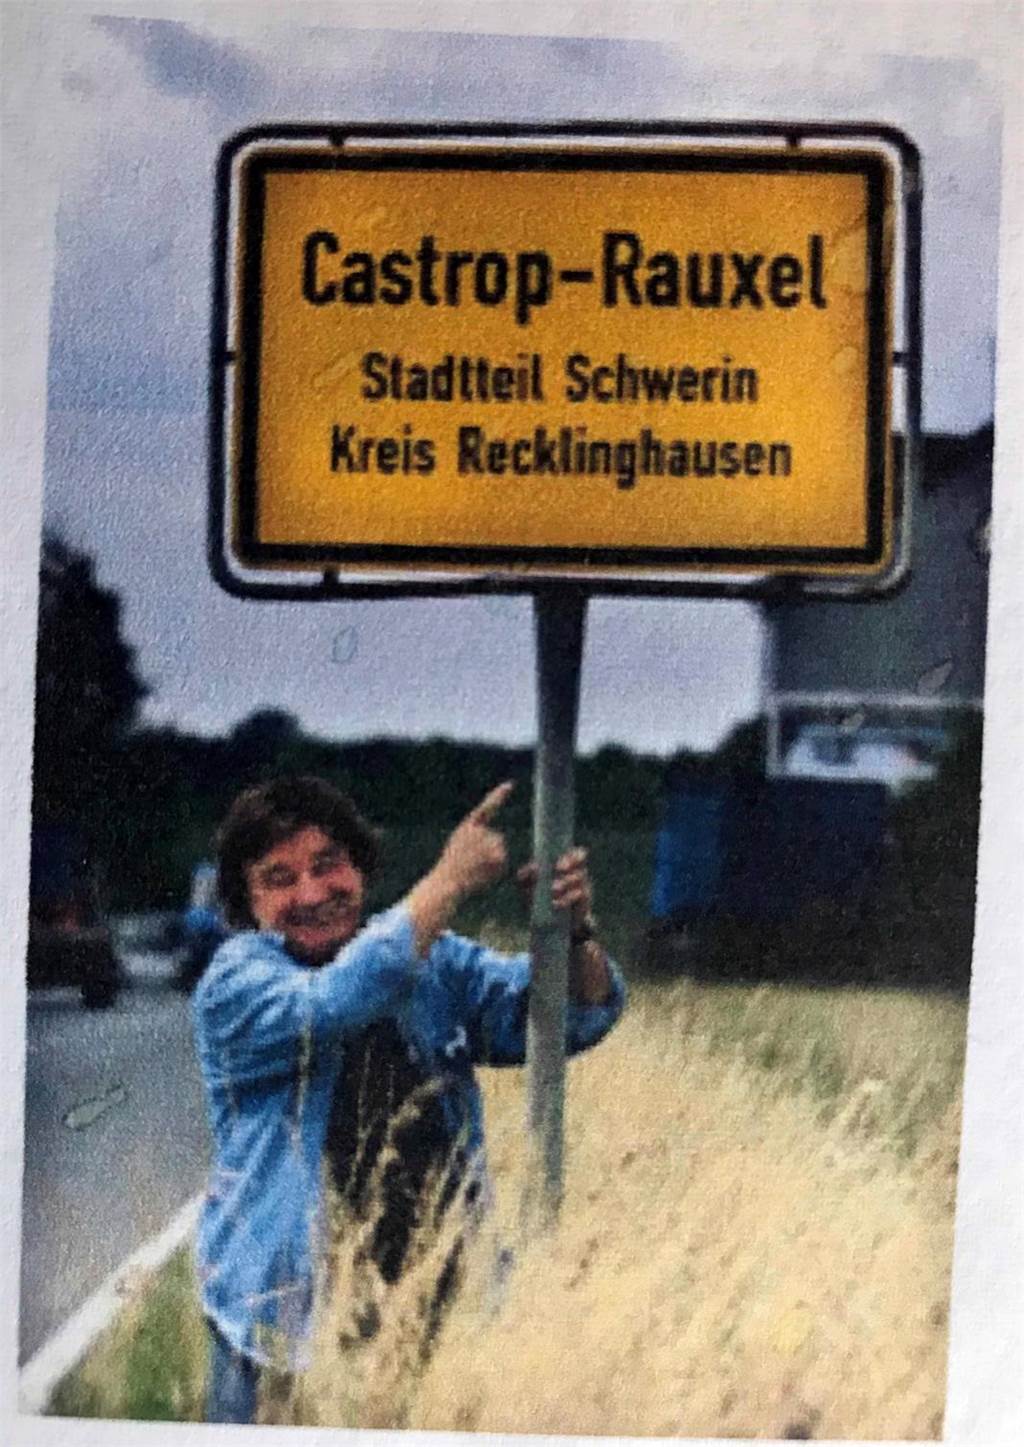 Castrop-Rauxel
Stadtteil Schwerin
Kreis Recklinghausen